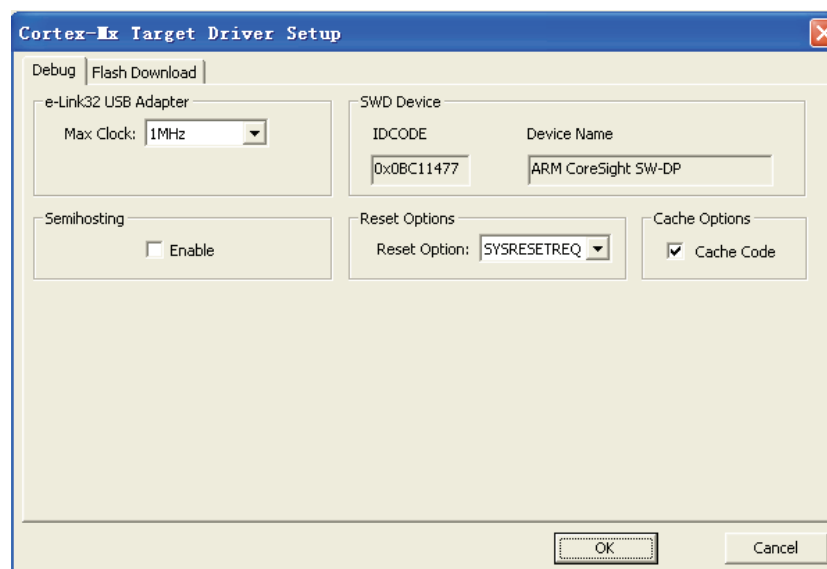 Cortex-Mx Target Driver Setup
Debug Flash Download
e-Link32 USB Adapter
Max Clock: 1MHz
SWD Device
IDCODE Device Name
0x0BC11477 ARM CoreSight SW-DP
Semihosting
Enable
Reset Options
Reset Option: SYSRESETREQ
Cache Options
Cache Code
OK Cancel